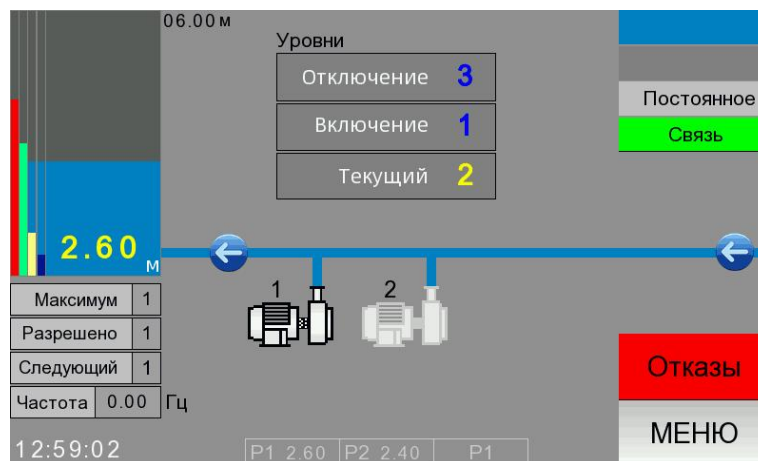 06.00 м
Уровни
Отключение 3
Включение 1
Текущий 2
Постоянное
Связь
2.60 м
1 2
Максимум 1
Разрешено 1
Следующий 1
Частота 0.00 Гц
Отказы
МЕНЮ
12:59:02
P1 2.60 P2 2.40 P1